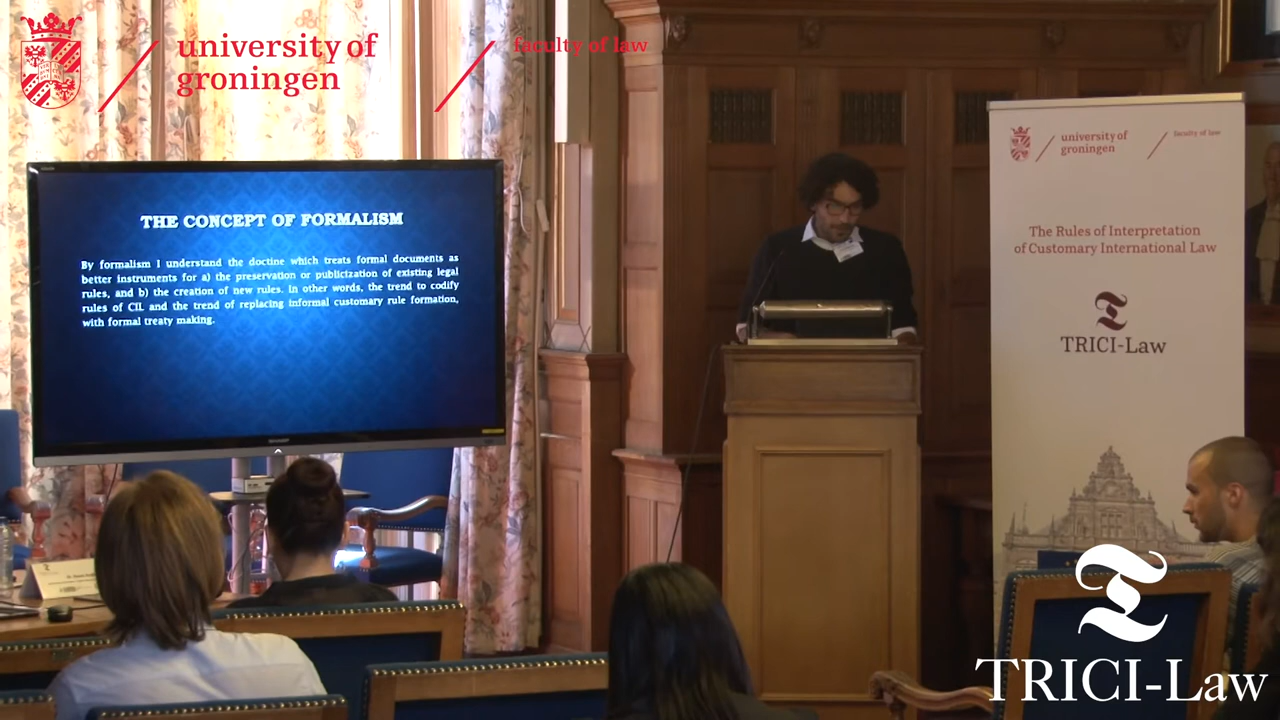 university of
groningen
faculty of law
THE CONCEPT OF FORMALISM
By formalism I understand the doctine which treats formal documents as
better instruments for a) the preservation or publicization of existing legal
rules, and b) the creation of new rules. In other words, the trend to codify
rules of CIL and the trend of replacing informal customary rule formation,
with formal treaty making.
university of
groningen
faculty of law
The Rules of Interpretation
of Customary International Law
TRICI-Law
TRICI-Law